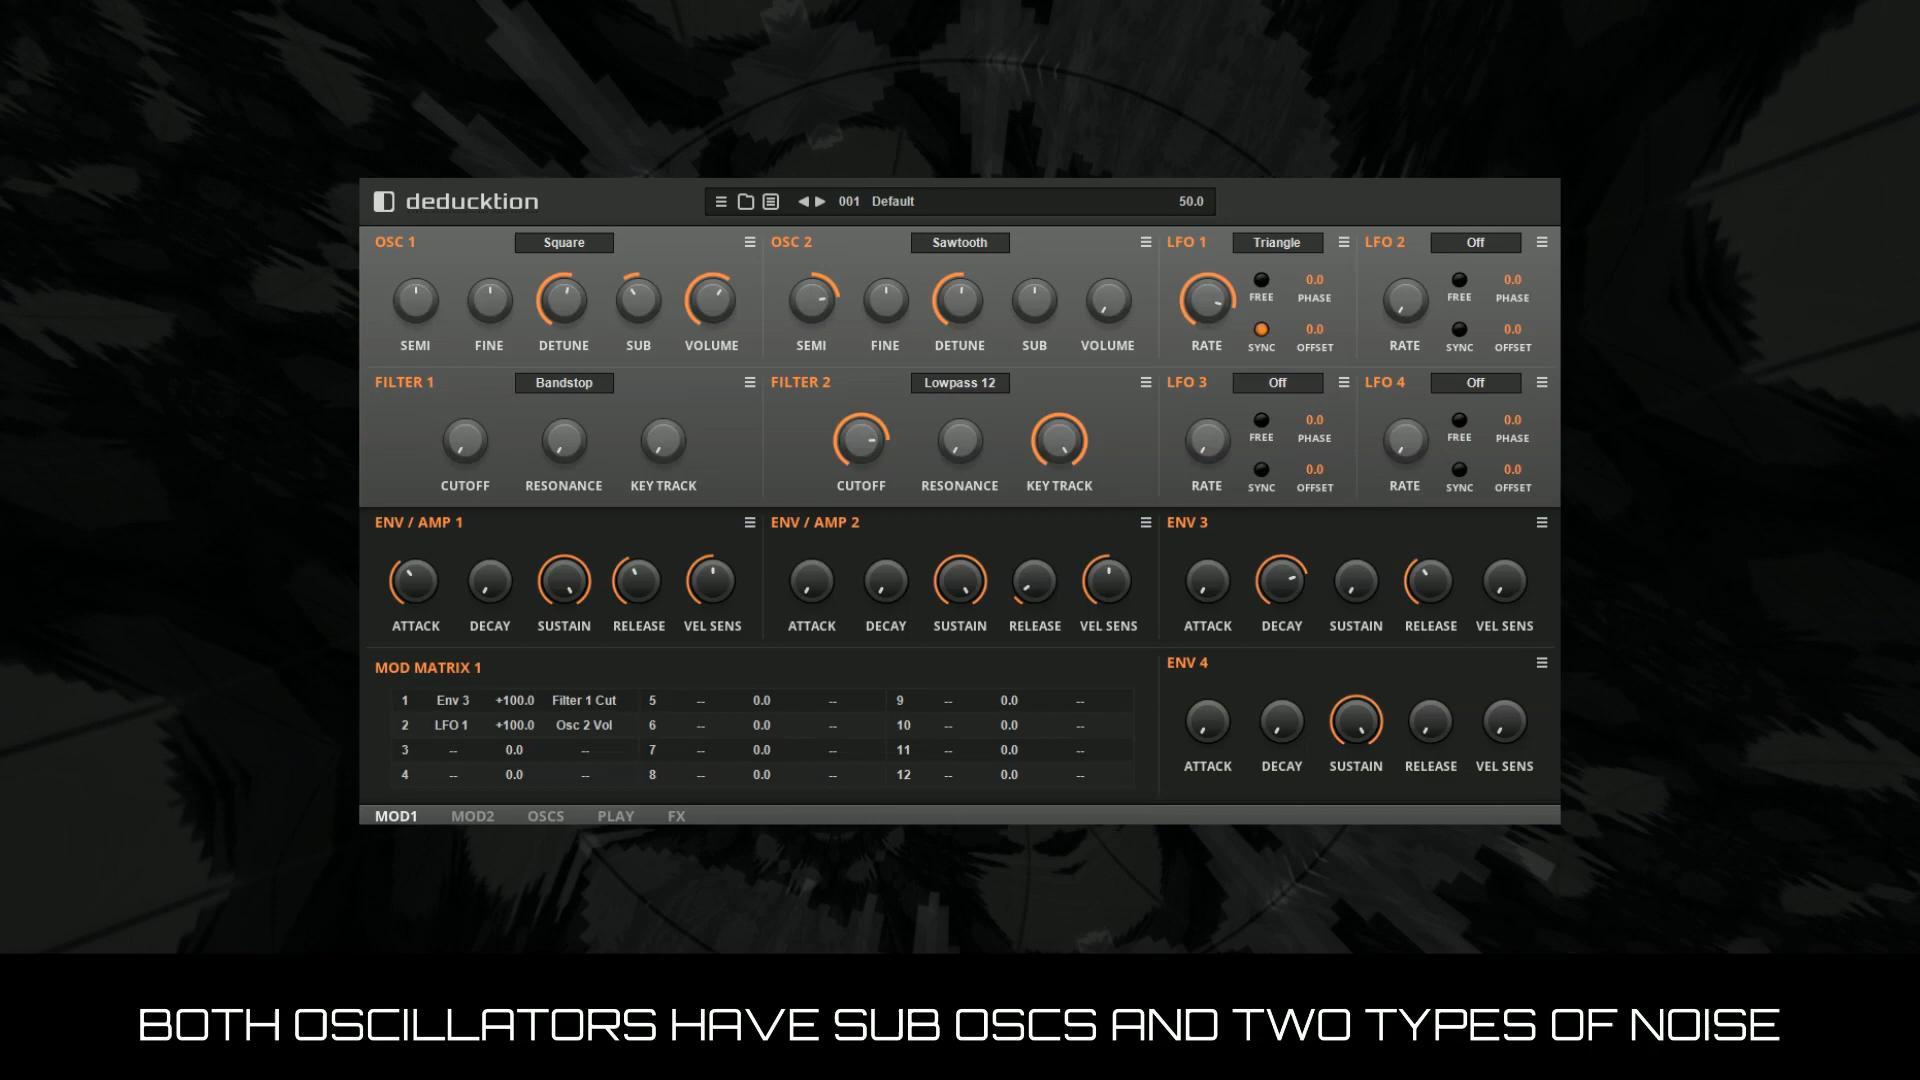 deducktion
001 Default 50.0
OSC 1 Square OSC 2 Sawtooth LFO 1 Triangle LFO 2 Off
0.0 0.0
FREE PHASE FREE PHASE
0.0 0.0
SEMI FINE DETUNE SUB VOLUME SEMI FINE DETUNE SUB VOLUME RATE SYNC OFFSET RATE SYNC OFFSET
FILTER 1 Bandstop FILTER 2 Lowpass 12 LFO 3 Off LFO 4 Off
0.0 0.0
FREE PHASE FREE PHASE
0.0 0.0
CUTOFF RESONANCE KEY TRACK CUTOFF RESONANCE KEY TRACK RATE SYNC OFFSET RATE SYNC OFFSET
ENV / AMP 1 ENV / AMP 2 ENV 3
ATTACK DECAY SUSTAIN RELEASE VEL SENS ATTACK DECAY SUSTAIN RELEASE VEL SENS ATTACK DECAY SUSTAIN RELEASE VEL SENS
MOD MATRIX 1 ENV 4
1 Env 3 +100.0 Filter 1 Cut 5 -- 0.0 -- 9 -- 0.0 --
2 LFO 1 +100.0 Osc 2 Vol 6 -- 0.0 -- 10 -- 0.0 --
3 -- 0.0 -- 7 -- 0.0 -- 11 -- 0.0 --
4 -- 0.0 -- 8 -- 0.0 -- 12 -- 0.0 --
ATTACK DECAY SUSTAIN RELEASE VEL SENS
MOD1 MOD2 OSCS PLAY FX
BOTH OSCILLATORS HAVE SUB OSCS AND TWO TYPES OF NOISE